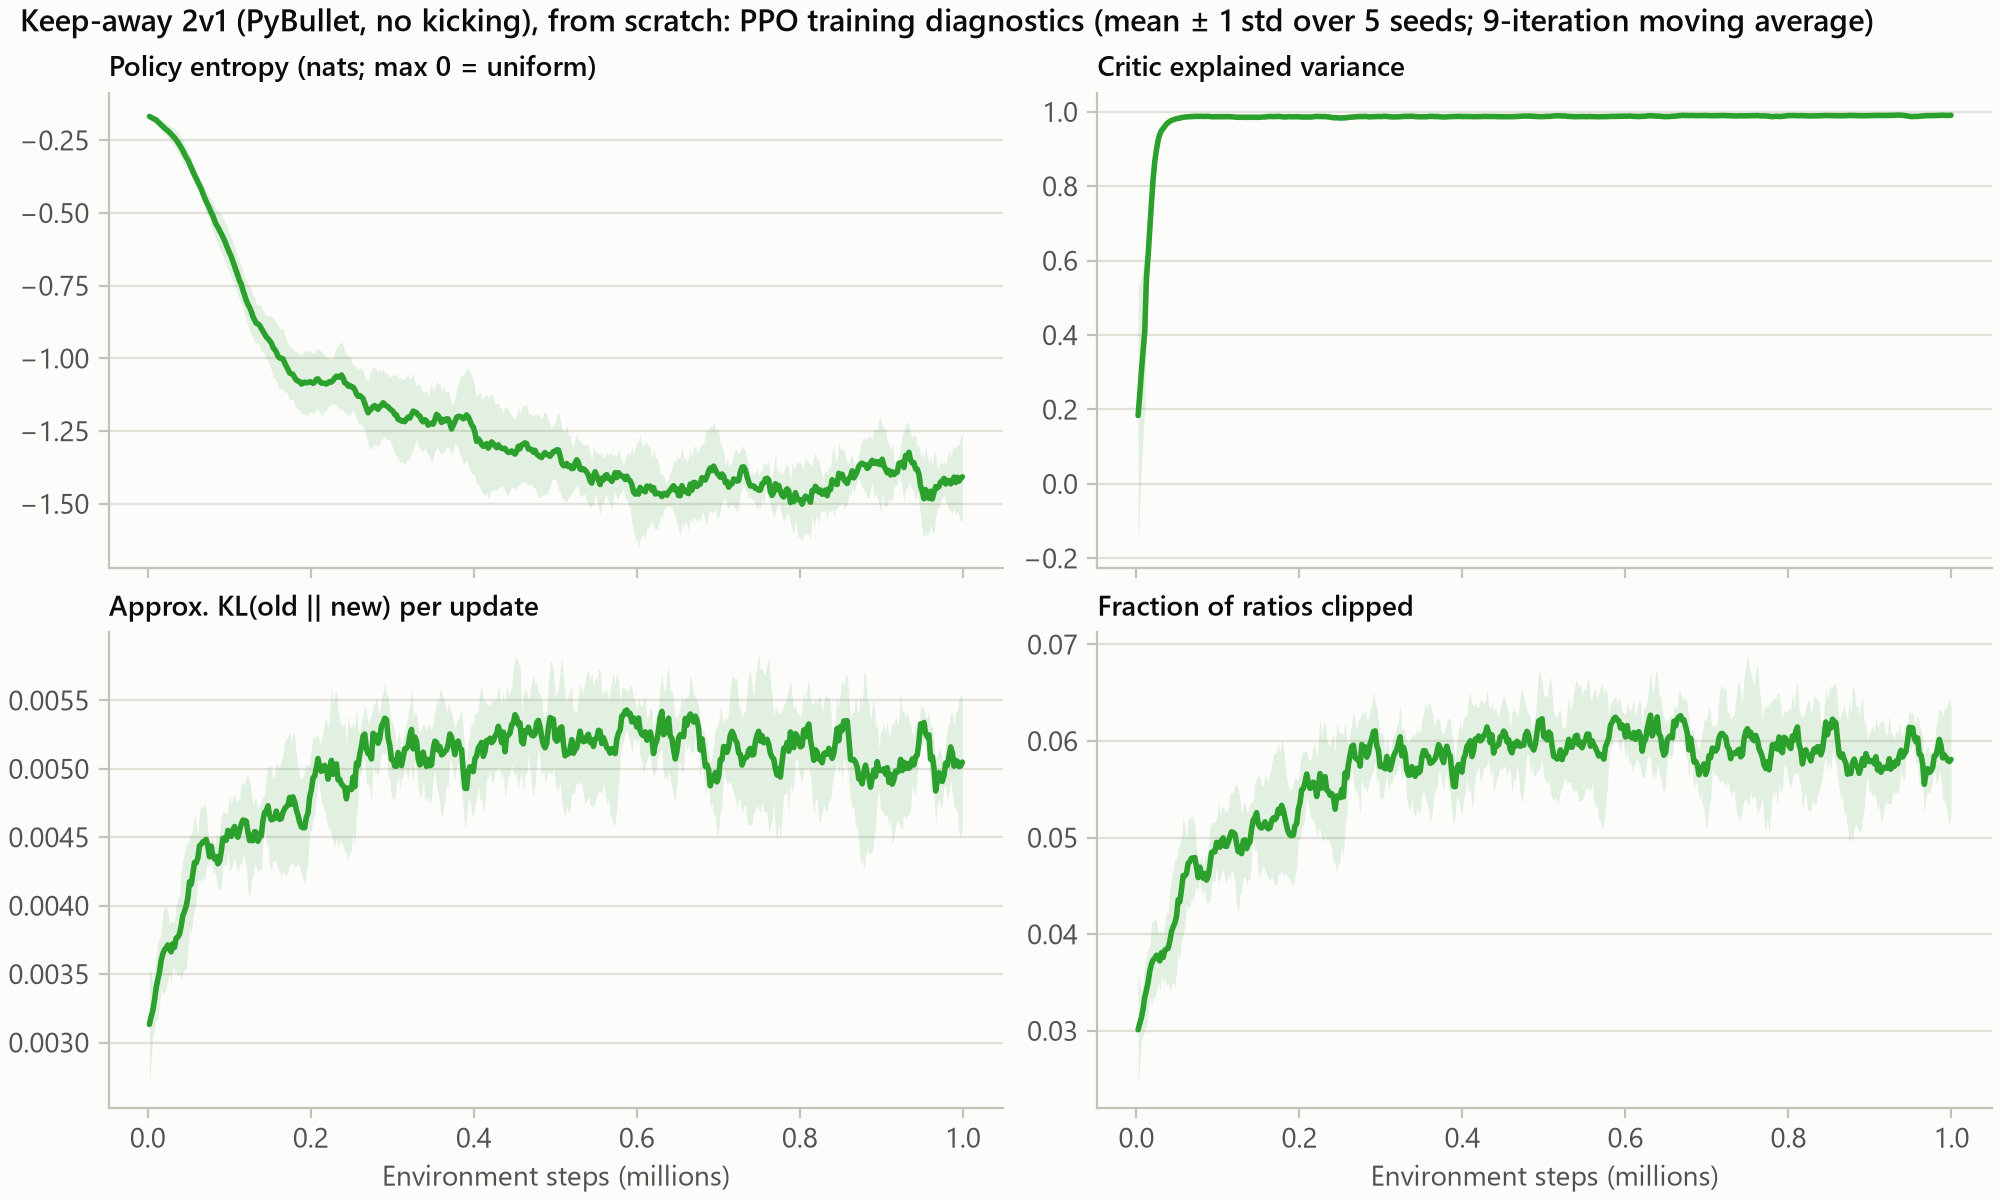 Keep-away 2v1 (PyBullet, no kicking), from scratch: PPO training diagnostics (mean ± 1 std over 5 seeds; 9-iteration moving average)
Policy entropy (nats; max 0 = uniform)
−0.25
−0.50
−0.75
−1.00
−1.25
−1.50
Critic explained variance
1.0
0.8
0.6
0.4
0.2
0.0
−0.2
Approx. KL(old || new) per update
0.0055
0.0050
0.0045
0.0040
0.0035
0.0030
0.0 0.2 0.4 0.6 0.8 1.0
Environment steps (millions)
Fraction of ratios clipped
0.07
0.06
0.05
0.04
0.03
0.0 0.2 0.4 0.6 0.8 1.0
Environment steps (millions)